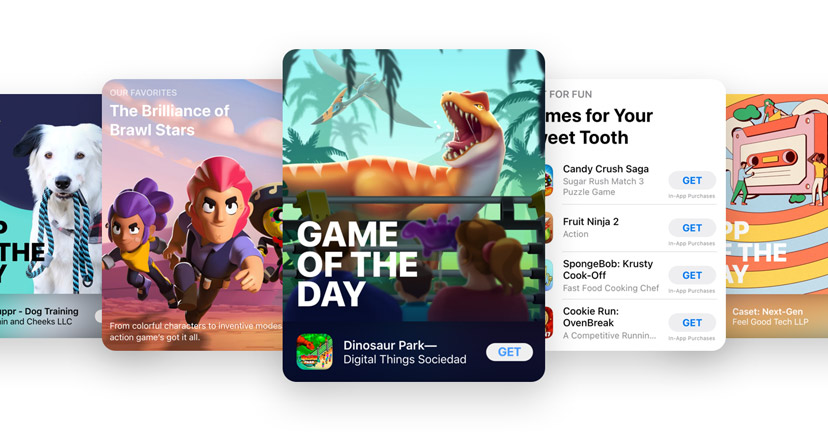 P
THE
Y
uppr - Dog Training
in and Cheeks LLC
OUR FAVORITES
The Brilliance of
Brawl Stars
From colorful characters to inventive modes
action game's got it all.
GAME
OF THE
DAY
Dinosaur Park—
Digital Things Sociedad
GET
FOR FUN
mes for Your
eet Tooth
Candy Crush Saga
Sugar Rush Match 3
Puzzle Game
GET
In-App Purchases
Fruit Ninja 2
Action
GET
In-App Purchases
SpongeBob: Krusty
Cook-Off
Fast Food Cooking Chef
GET
In-App Purchases
Cookie Run:
OvenBreak
A Competitive Runnin...
GET
In-App Purchases
PP
F THE
AY
Caset: Next-Gen
Feel Good Tech LLP